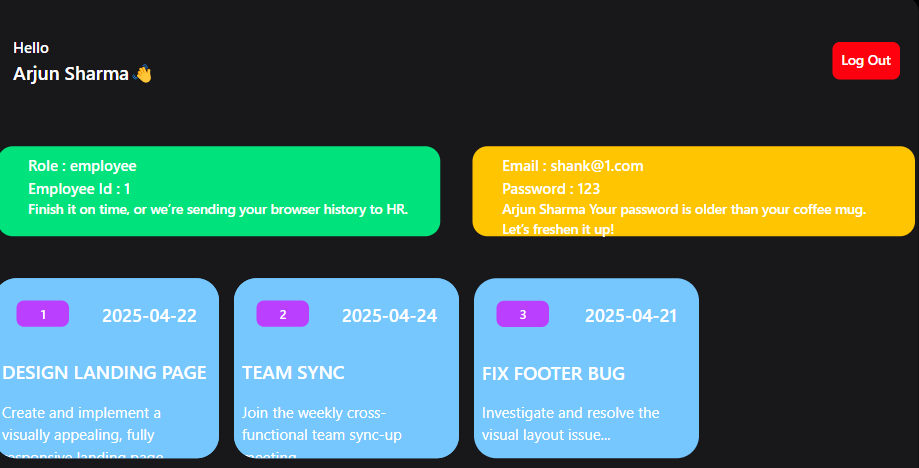 Hello
Arjun Sharma 👋
Log Out
Role : employee
Employee Id : 1
Finish it on time, or we’re sending your browser history to HR.
Email : shank@1.com
Password : 123
Arjun Sharma Your password is older than your coffee mug.
Let’s freshen it up!
1
2025-04-22
DESIGN LANDING PAGE
Create and implement a
visually appealing, fully
responsive landing page
2
2025-04-24
TEAM SYNC
Join the weekly cross-
functional team sync-up
meeting
3
2025-04-21
FIX FOOTER BUG
Investigate and resolve the
visual layout issue...